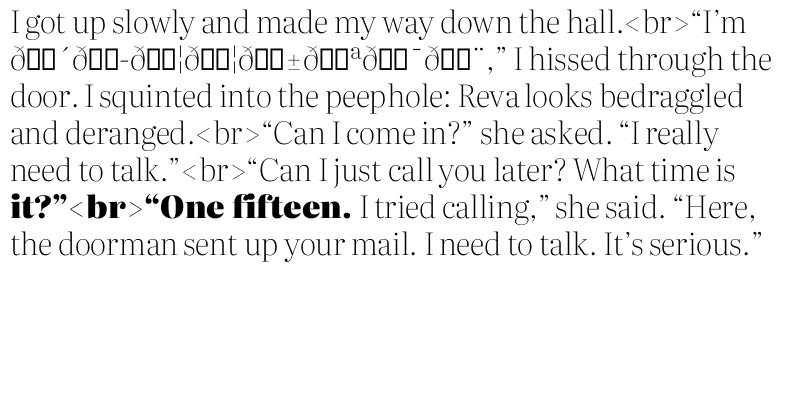 I got up slowly and made my way down the hall.<br>“I’m
,” I hissed through the
door. I squinted into the peephole: Reva looks bedraggled
and deranged.<br>“Can I come in?” she asked. “I really
need to talk.”<br>“Can I just call you later? What time is
it?”<br>“One fifteen. I tried calling,” she said. “Here,
the doorman sent up your mail. I need to talk. It’s serious.”